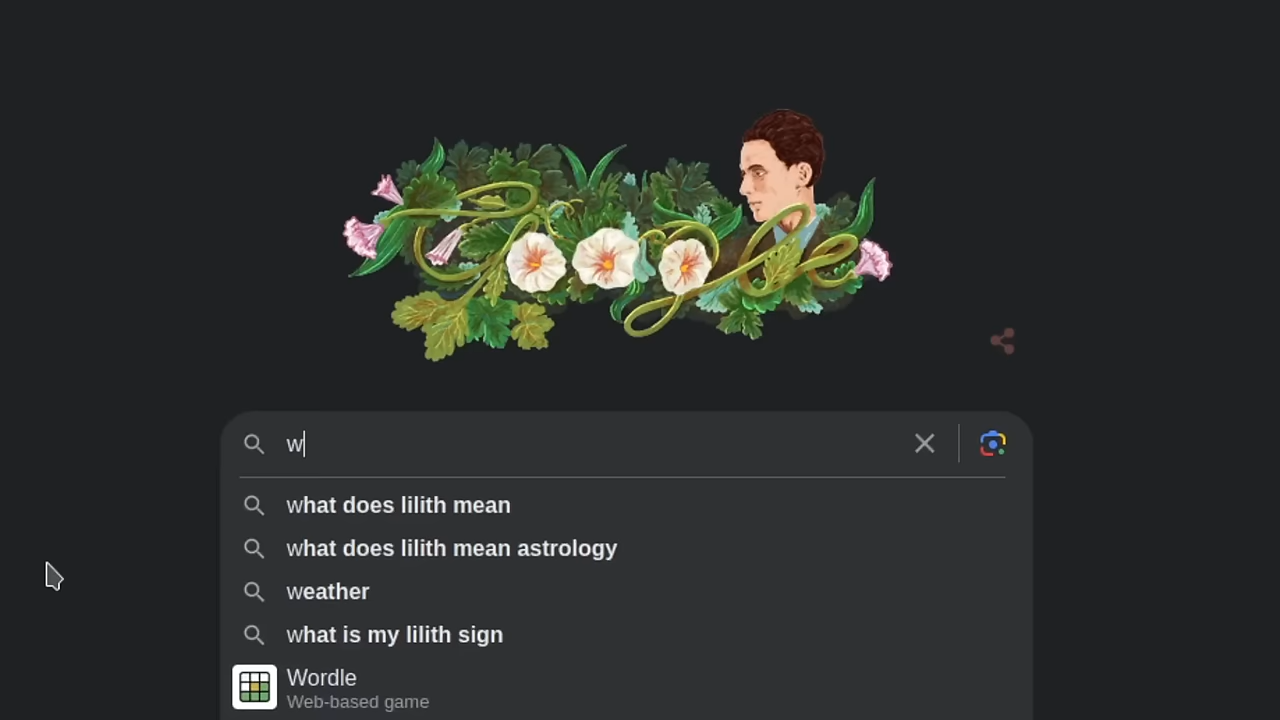 w
what does lilith mean
what does lilith mean astrology
weather
what is my lilith sign
Wordle
Web-based game